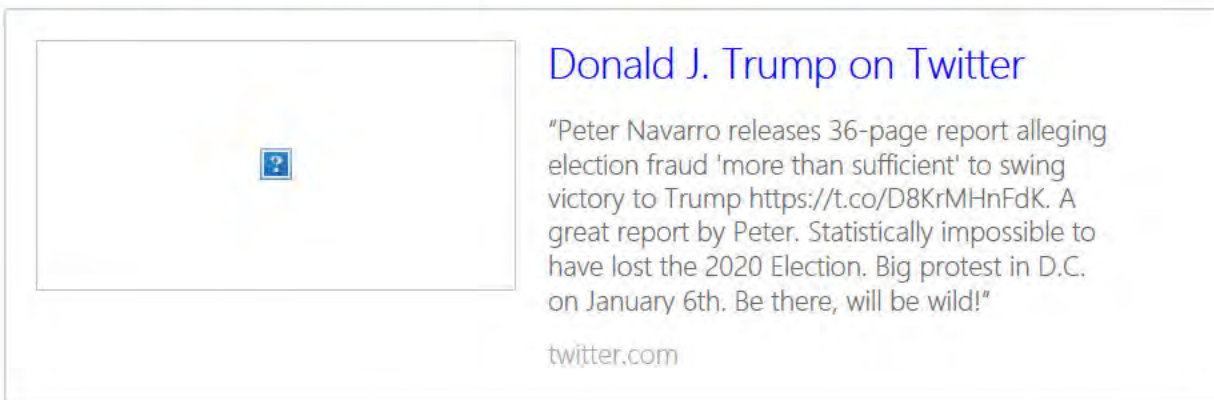 Donald J. Trump on Twitter
"Peter Navarro releases 36-page report alleging
election fraud 'more than sufficient' to swing
victory to Trump https://t.co/D8KrMHnFdK. A
great report by Peter. Statistically impossible to
have lost the 2020 Election. Big protest in D.C.
on January 6th. Be there, will be wild!"
twitter.com